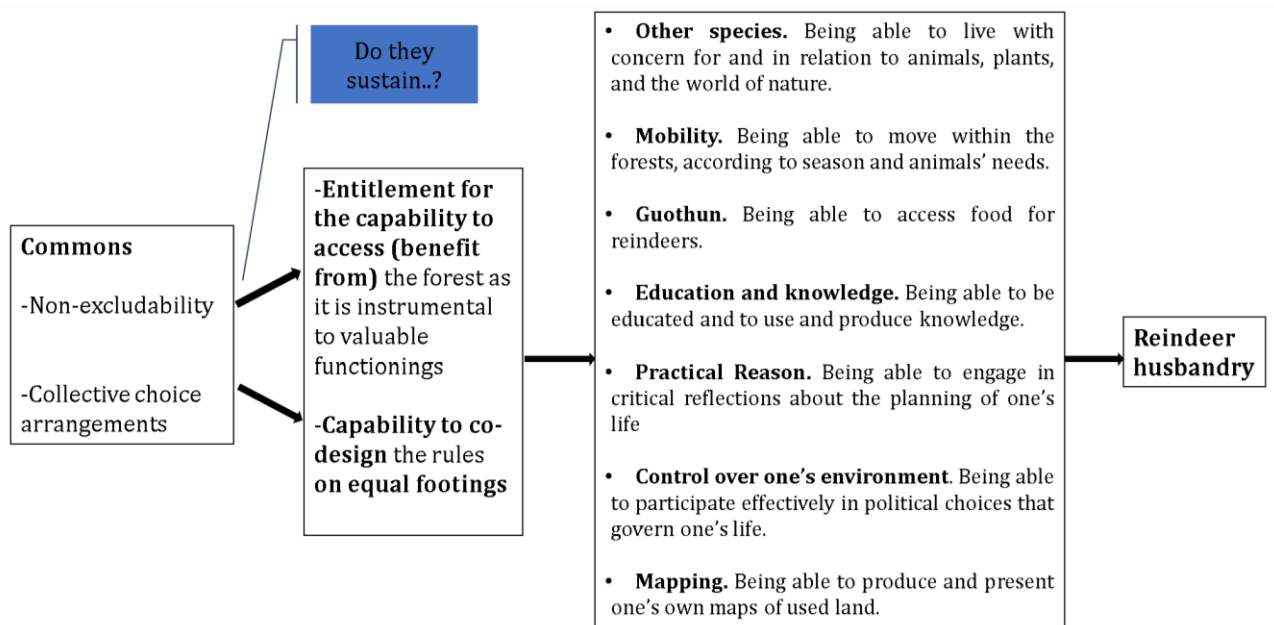 Do they
sustain..?
Commons
-Non-excludability
-Collective choice
arrangements
-Entitlement for
the capability to
access (benefit
from) the forest as
it is instrumental
to valuable
functionings
-Capability to co-
design the rules
on equal footings
• Other species. Being able to live with
concern for and in relation to animals, plants,
and the world of nature.
• Mobility. Being able to move within the
forests, according to season and animals’ needs.
• Guothun. Being able to access food for
reindeers.
• Education and knowledge. Being able to be
educated and to use and produce knowledge.
• Practical Reason. Being able to engage in
critical reflections about the planning of one’s
life
• Control over one’s environment. Being able
to participate effectively in political choices that
govern one’s life.
• Mapping. Being able to produce and present
one’s own maps of used land.
Reindeer
husbandry